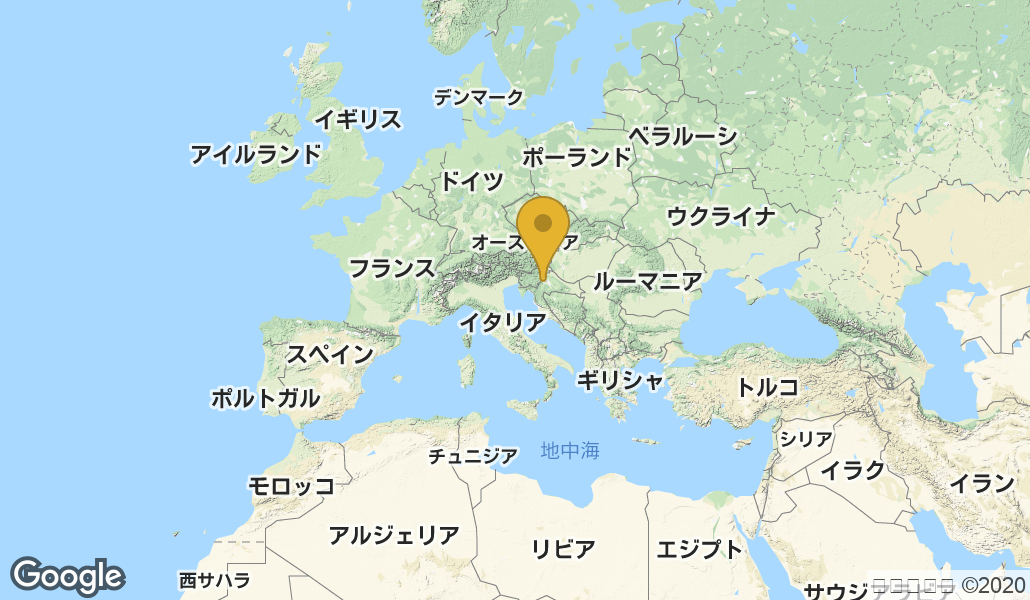 デンマーク
イギリス
ベラルーシ
アイルランド
ポーランド
ドイツ
ウクライナ
オース
ア
フランス
ルーマニア
イタリア
スペイン
ギリシャ
トルコ
ポルトガル
シリア
地中海
チュニジア
イラク
モロッコ
イラン
アルジェリア
リビア
エジプト
Google
西サハラ
サウジアラビア
©2020